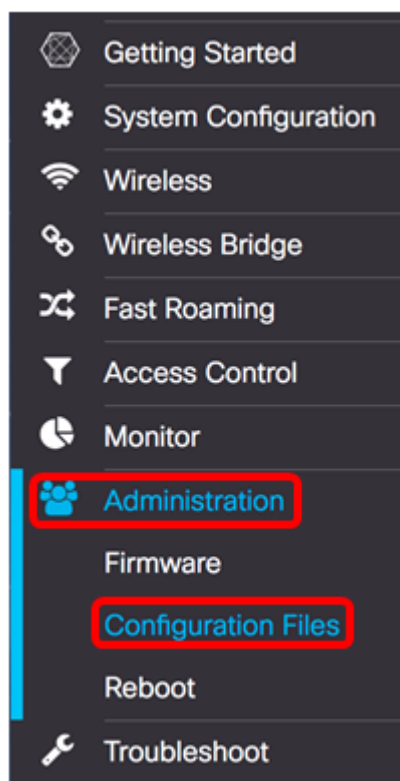 Getting Started
System Configuration
Wireless
Wireless Bridge
Fast Roaming
Access Control
Monitor
Administration
Firmware
Configuration Files
Reboot
Troubleshoot